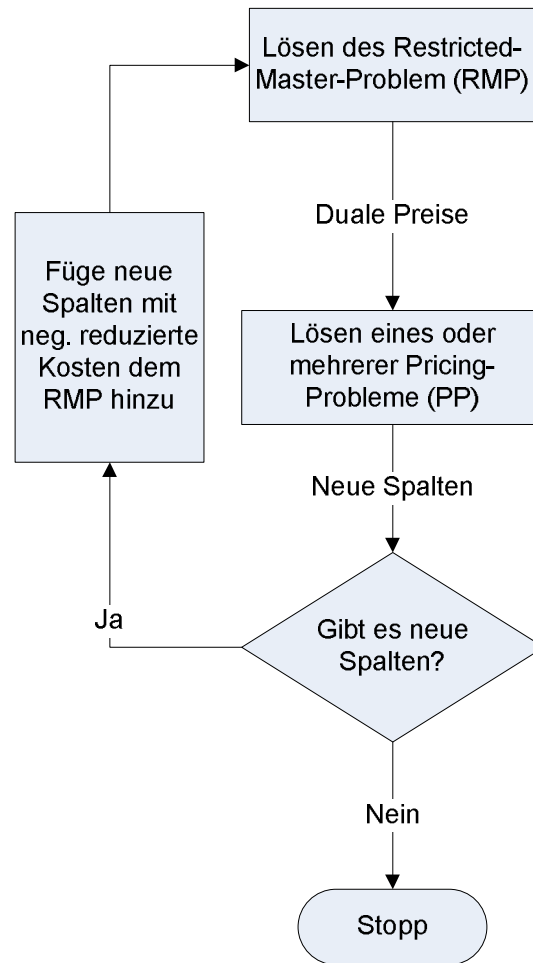 Lösen des Restricted-
Master-Problem (RMP)
Duale Preise
Füge neue
Spalten mit
neg. reduzierte
Kosten dem
RMP hinzu
Lösen eines oder
mehrerer Pricing-
Probleme (PP)
Neue Spalten
Ja
Gibt es neue
Spalten?
Nein
Stopp